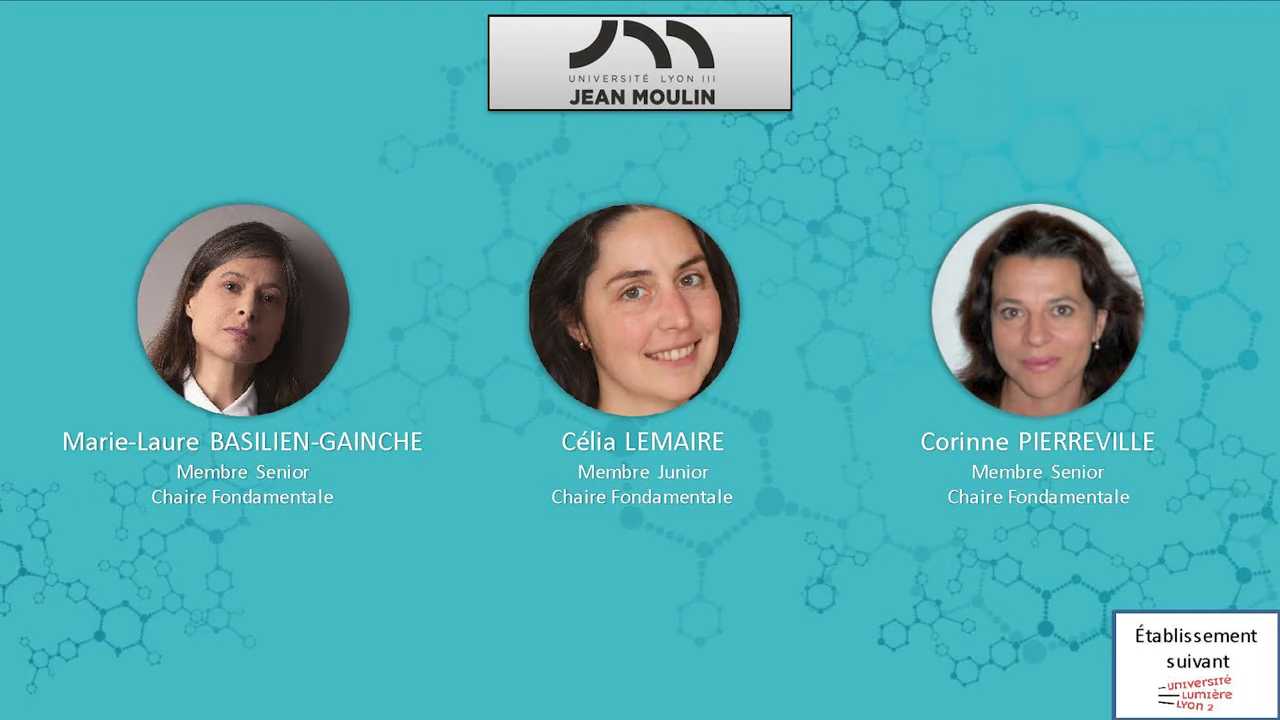 UNIVERSITÉ LYON III
JEAN MOULIN
Marie-Laure BASILIEN-GAINCHE
Membre Senior
Chaire Fondamentale
Célia LEMAIRE
Membre Junior
Chaire Fondamentale
Corinne PIERREVILLE
Membre Senior
Chaire Fondamentale
Établissement
suivant
UNIVERSITÉ
LUMIÈRE
LYON 2